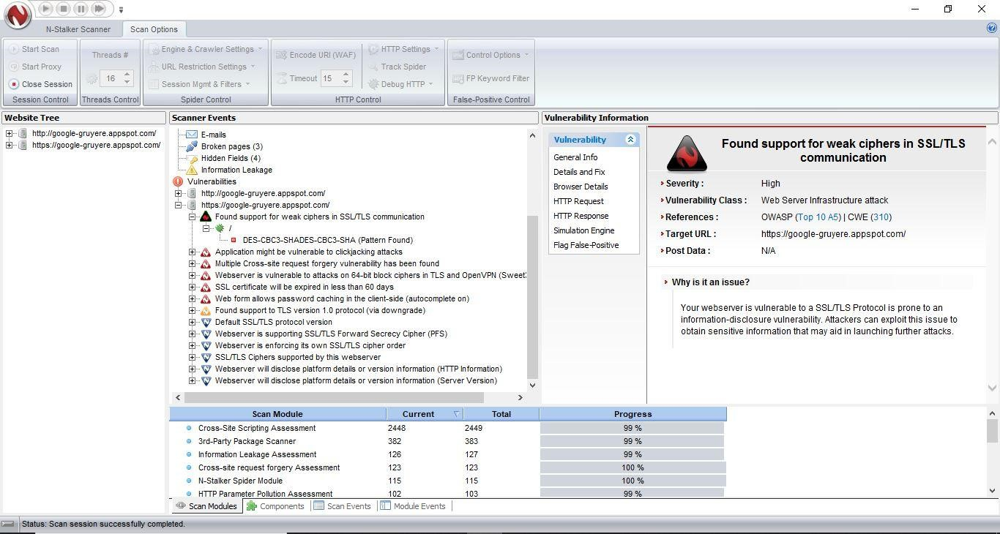 N-Stalker Scanner
Scan Options
Start Scan
Start Proxy
Close Session
Session Control
Threads #
16
Threads Control
Engine & Crawler Settings
URL Restriction Settings
Session Mgmt & Filters
Spider Control
Encode URI (WAF)
Timeout 15
HTTP Settings
Track Spider
Debug HTTP
HTTP Control
Control Options
FP Keyword Filter
False-Positive Control
Website Tree
http://google-gruyere.appspot.com/
https://google-gruyere.appspot.com/
Scanner Events
E-mails
Broken pages (3)
Hidden Fields (4)
Information Leakage
Vulnerabilities
http://google-gruyere.appspot.com/
https://google-gruyere.appspot.com/
Found support for weak ciphers in SSL/TLS communication
/
DES-CBC3-SHADES-CBC3-SHA (Pattern Found)
Application might be vulnerable to clickjacking attacks
Multiple Cross-site request forgery vulnerability has been found
Webserver is vulnerable to attacks on 64-bit block ciphers in TLS and OpenVPN (Sweet3
SSL certificate will be expired in less than 60 days
Web form allows password caching in the client-side (autocomplete on)
Found support to TLS version 1.0 protocol (via downgrade)
Default SSL/TLS protocol version
Webserver is supporting SSL/TLS Forward Secrecy Cipher (PFS)
Webserver is enforcing its own SSL/TLS cipher order
SSL/TLS Ciphers supported by this webserver
Webserver will disclose platform details or version information (HTTP Information)
Webserver will disclose platform details or version information (Server Version)
Vulnerability Information
Vulnerability
General Info
Details and Fix
Browser Details
HTTP Request
HTTP Response
Simulation Engine
Flag False-Positive
Found support for weak ciphers in SSL/TLS
communication
Severity : High
Vulnerability Class : Web Server Infrastructure attack
References : OWASP (Top 10 A5) | CWE (310)
Target URL : https://google-gruyere.appspot.com/
Post Data : N/A
Why is it an issue?
Your webserver is vulnerable to a SSL/TLS Protocol is prone to an
information-disclosure vulnerability. Attackers can exploit this issue to
obtain sensitive information that may aid in launching further attacks.
Scan Module Current Total Progress
Cross-Site Scripting Assessment 2448 2449 99 %
3rd-Party Package Scanner 382 383 99 %
Information Leakage Assessment 126 127 99 %
Cross-site request forgery Assessment 123 123 100 %
N-Stalker Spider Module 115 115 100 %
HTTP Parameter Pollution Assessment 102 103 99 %
Scan Modules
Components
Scan Events
Module Events
Status: Scan session successfully completed.